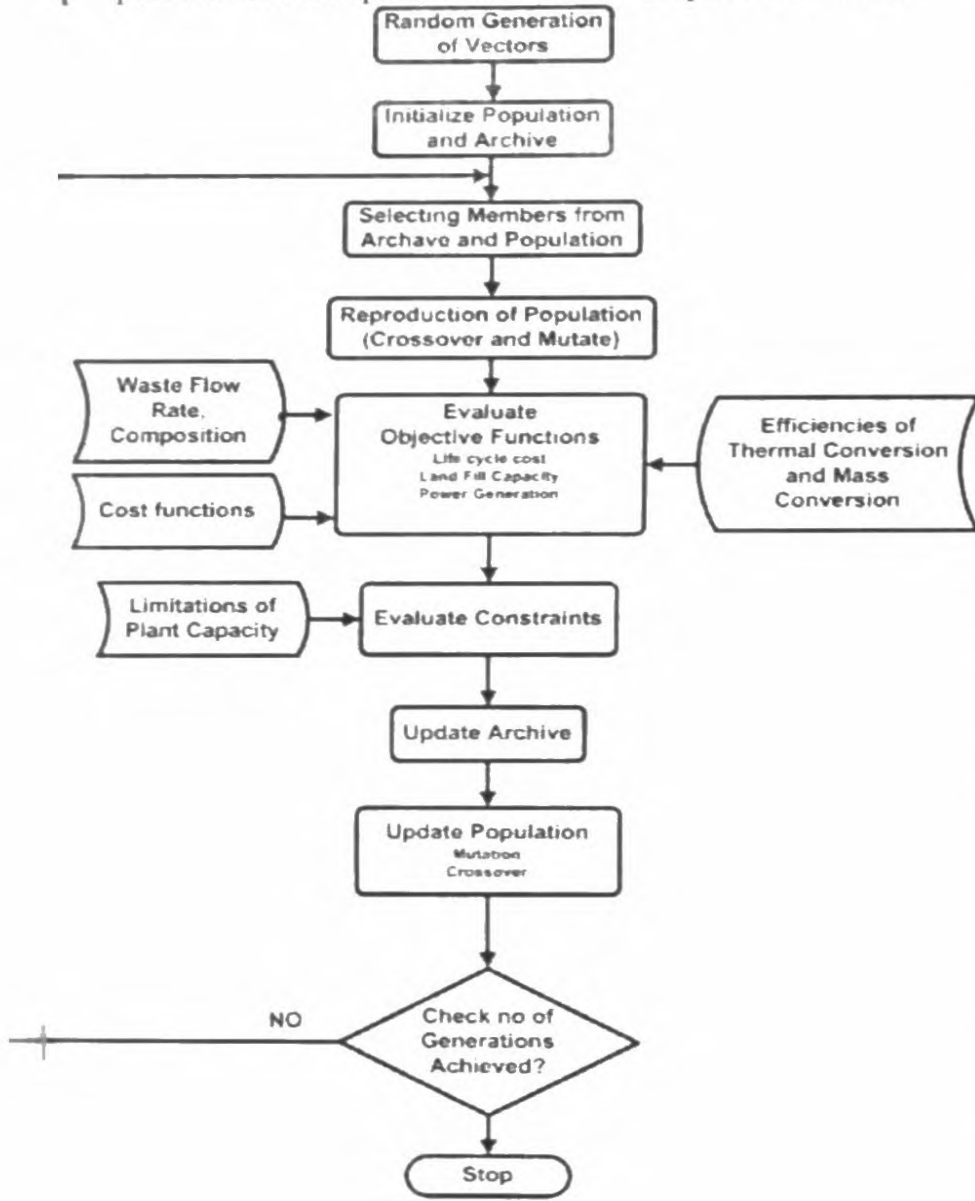 Random Generation
of Vectors
Initialize Population
and Archive
Selecting Members from
Archave and Population
Reproduction of Population
(Crossover and Mutate)
Waste Flow
Rate,
Composition
Evaluate
Objective Functions
Life cycle cost
Land Fill Capacity
Power Generation
Efficiencies of
Thermal Conversion
and Mass
Conversion
Cost functions
Limitations of
Plant Capacity
Evaluate Constraints
Update Archive
Update Population
Mutation
Crossover
NO
Check no of
Generations
Achieved?
Stop